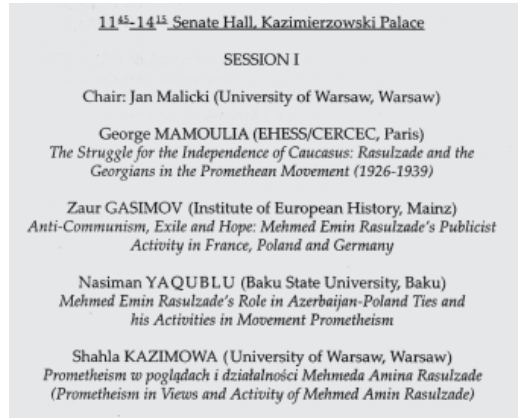 11⁴⁵-14¹⁵ Senate Hall, Kazimierzowski Palace
SESSION I
Chair: Jan Malicki (University of Warsaw, Warsaw)
George MAMOULIA (EHESS/CERCEC, Paris)
The Struggle for the Independence of Caucasus: Rasulzade and the
Georgians in the Promethean Movement (1926-1939)
Zaur GASIMOV (Institute of European History, Mainz)
Anti-Communism, Exile and Hope: Mehmed Emin Rasulzade's Publicist
Activity in France, Poland and Germany
Nasiman YAQUBLU (Baku State University, Baku)
Mehmed Emin Rasulzade's Role in Azerbaijan-Poland Ties and
his Activities in Movement Prometheism
Shahla KAZIMOWA (University of Warsaw, Warsaw)
Prometheism w poglądach i działalności Mehmeda Amina Rasulzade
(Prometheism in Views and Activity of Mehmed Amin Rasulzade)